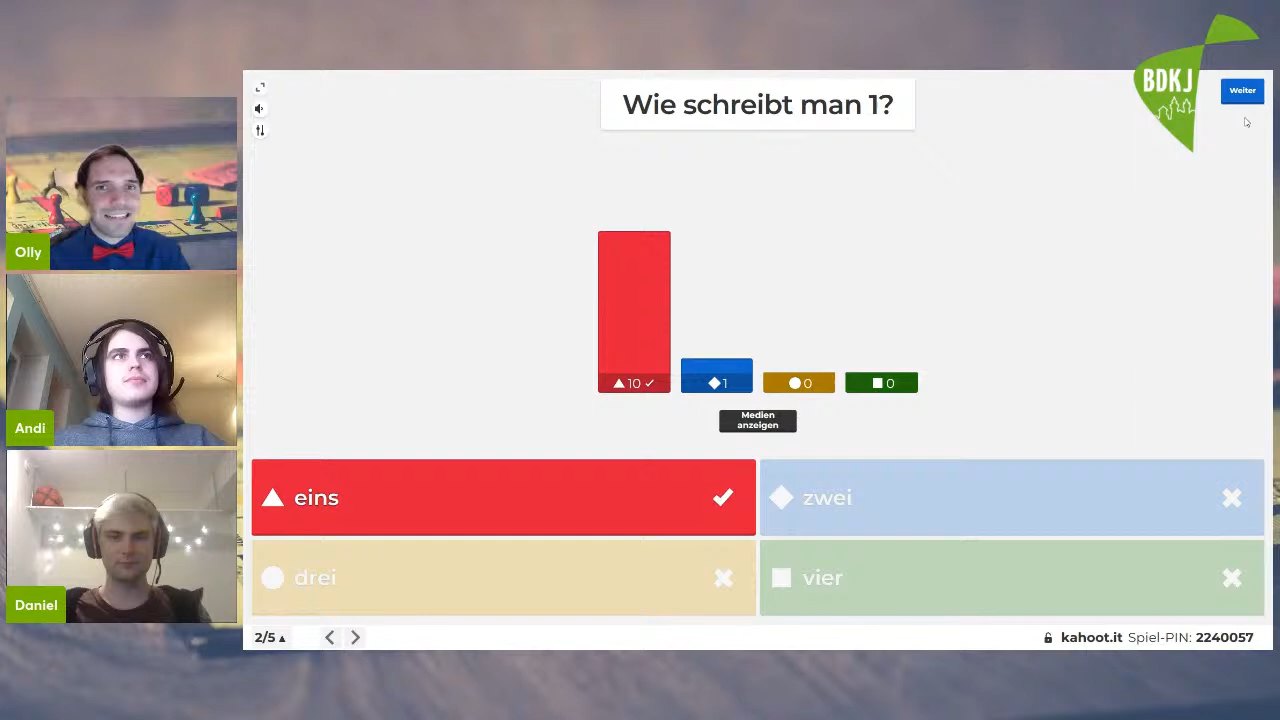 Wie schreibt man 1?
BDKJ
Weiter
Olly
Andi
Daniel
10
1
0
0
Medien
anzeigen
eins
zwei
drei
vier
2/5
kahoot.it Spiel-PIN: 2240057